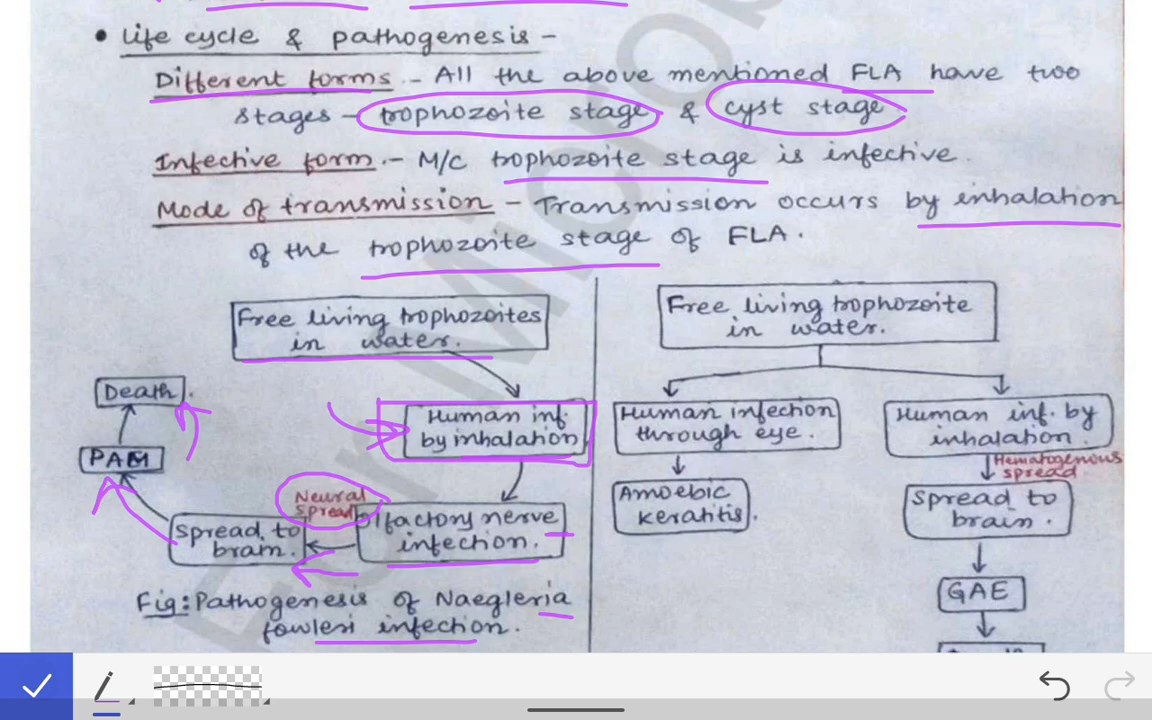 • Life cycle & pathogenesis -
Different forms - All the above mentioned FLA have two
stages - trophozoite stage & cyst stage
Infective form - M/C trophozoite stage is infective.
Mode of transmission - Transmission occurs by inhalation
of the trophozoite stage of FLA.
Free living trophozoites
in water.
Human inf.
by inhalation
Olfactory nerve
infection.
Neural
spread
Spread to
brain.
PAM
Death.
Fig:- Pathogenesis of Naegleria
fowleri infection.
Free living trophozoite
in water.
Human infection
through eye.
Amoebic
keratitis.
Human inf. by
inhalation.
Hematogenous
spread
Spread to
brain.
GAE